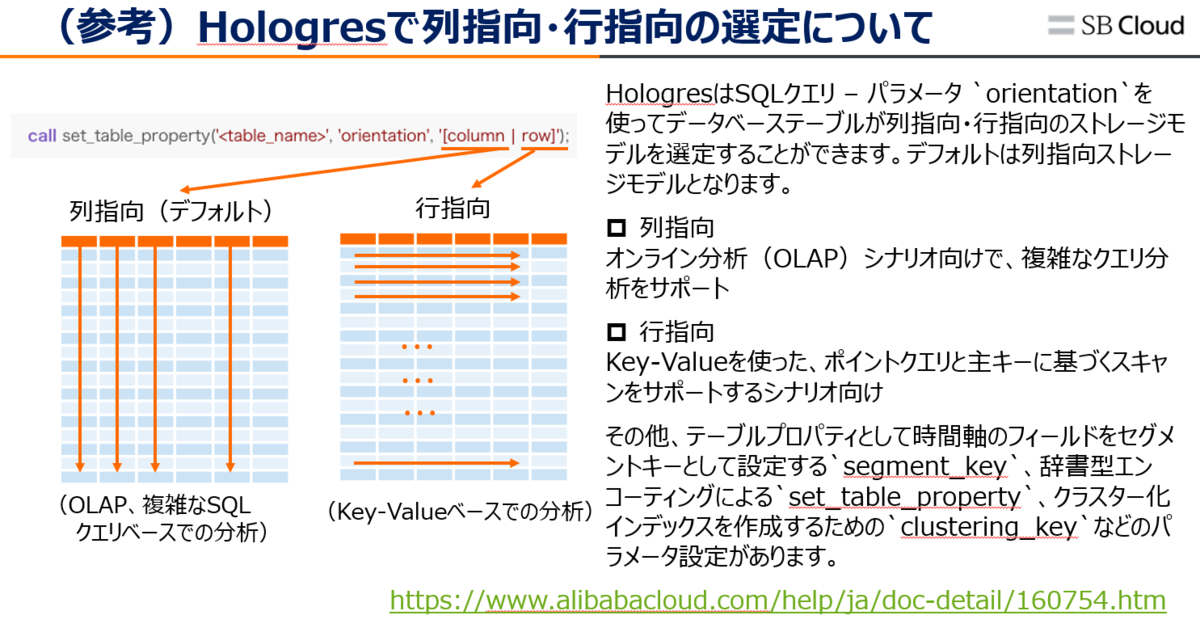 （参考）Hologresで列指向・行指向の選定について
SB Cloud
call set_table_property('<table_name>', 'orientation', '[column | row]');
列指向（デフォルト）
行指向
（OLAP、複雑なSQL
クエリベースでの分析）
（Key-Valueベースでの分析）
HologresはSQLクエリ – パラメータ `orientation`を
使ってデータベーステーブルが列指向・行指向のストレージモ
デルを選定することができます。デフォルトは列指向ストレー
ジモデルとなります。
列指向
オンライン分析（OLAP）シナリオ向けで、複雑なクエリ分
析をサポート
行指向
Key-Valueを使った、ポイントクエリと主キーに基づくスキャ
ンをサポートするシナリオ向け
その他、テーブルプロパティとして時間軸のフィールドをセグメ
ントキーとして設定する`segment_key`、辞書型エン
コーティングによる`set_table_property`、クラスター化
インデックスを作成するための`clustering_key`などのパ
ラメータ設定があります。
https://www.alibabacloud.com/help/ja/doc-detail/160754.htm